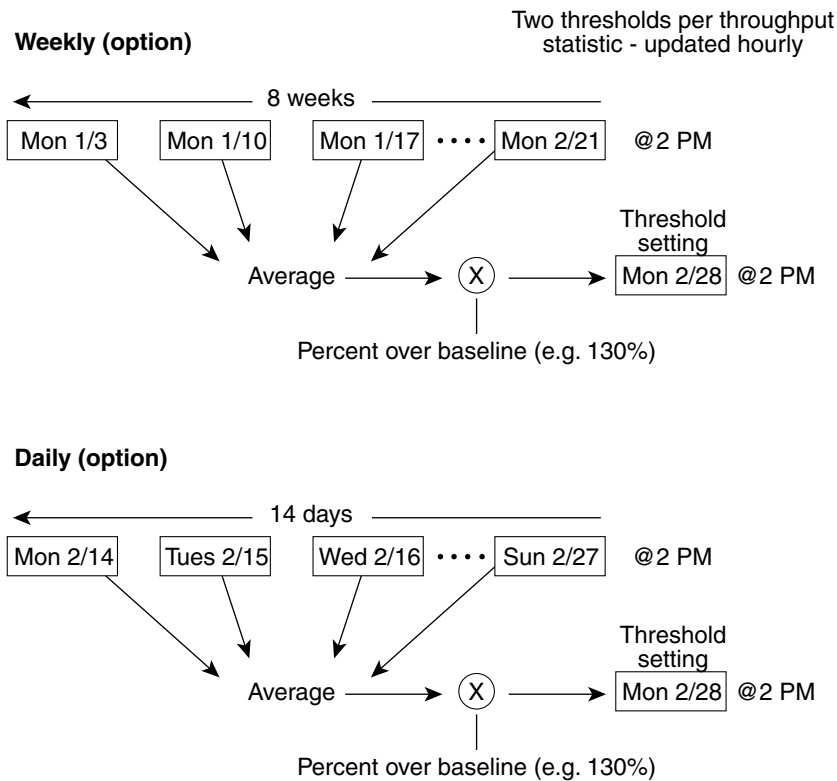 Two thresholds per throughput
statistic - updated hourly
Weekly (option)
8 weeks
Mon 1/3 Mon 1/10 Mon 1/17 •••• Mon 2/21 @2 PM
Threshold
setting
Average X Mon 2/28 @2 PM
Percent over baseline (e.g. 130%)
Daily (option)
14 days
Mon 2/14 Tues 2/15 Wed 2/16 •••• Sun 2/27 @2 PM
Threshold
setting
Average X Mon 2/28 @2 PM
Percent over baseline (e.g. 130%)